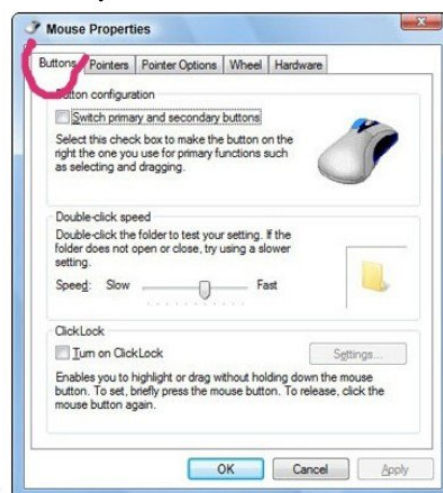 Mouse Properties
Buttons Pointers Pointer Options Wheel Hardware
Button configuration
Switch primary and secondary buttons
Select this check box to make the button on the
right the one you use for primary functions such
as selecting and dragging.
Double-click speed
Double-click the folder to test your setting. If the
folder does not open or close, try using a slower
setting.
Speed: Slow Fast
ClickLock
Turn on ClickLock Settings...
Enables you to highlight or drag without holding down the mouse
button. To set, briefly press the mouse button. To release, click the
mouse button again.
OK Cancel Apply